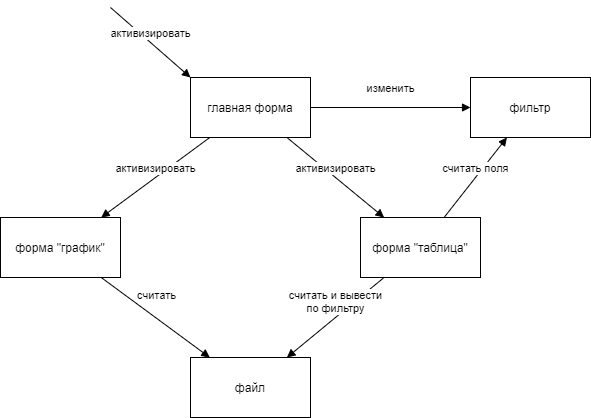 активизировать
главная форма
изменить
фильтр
активизировать
активизировать
считать поля
форма "график"
форма "таблица"
считать
считать и вывести
по фильтру
файл